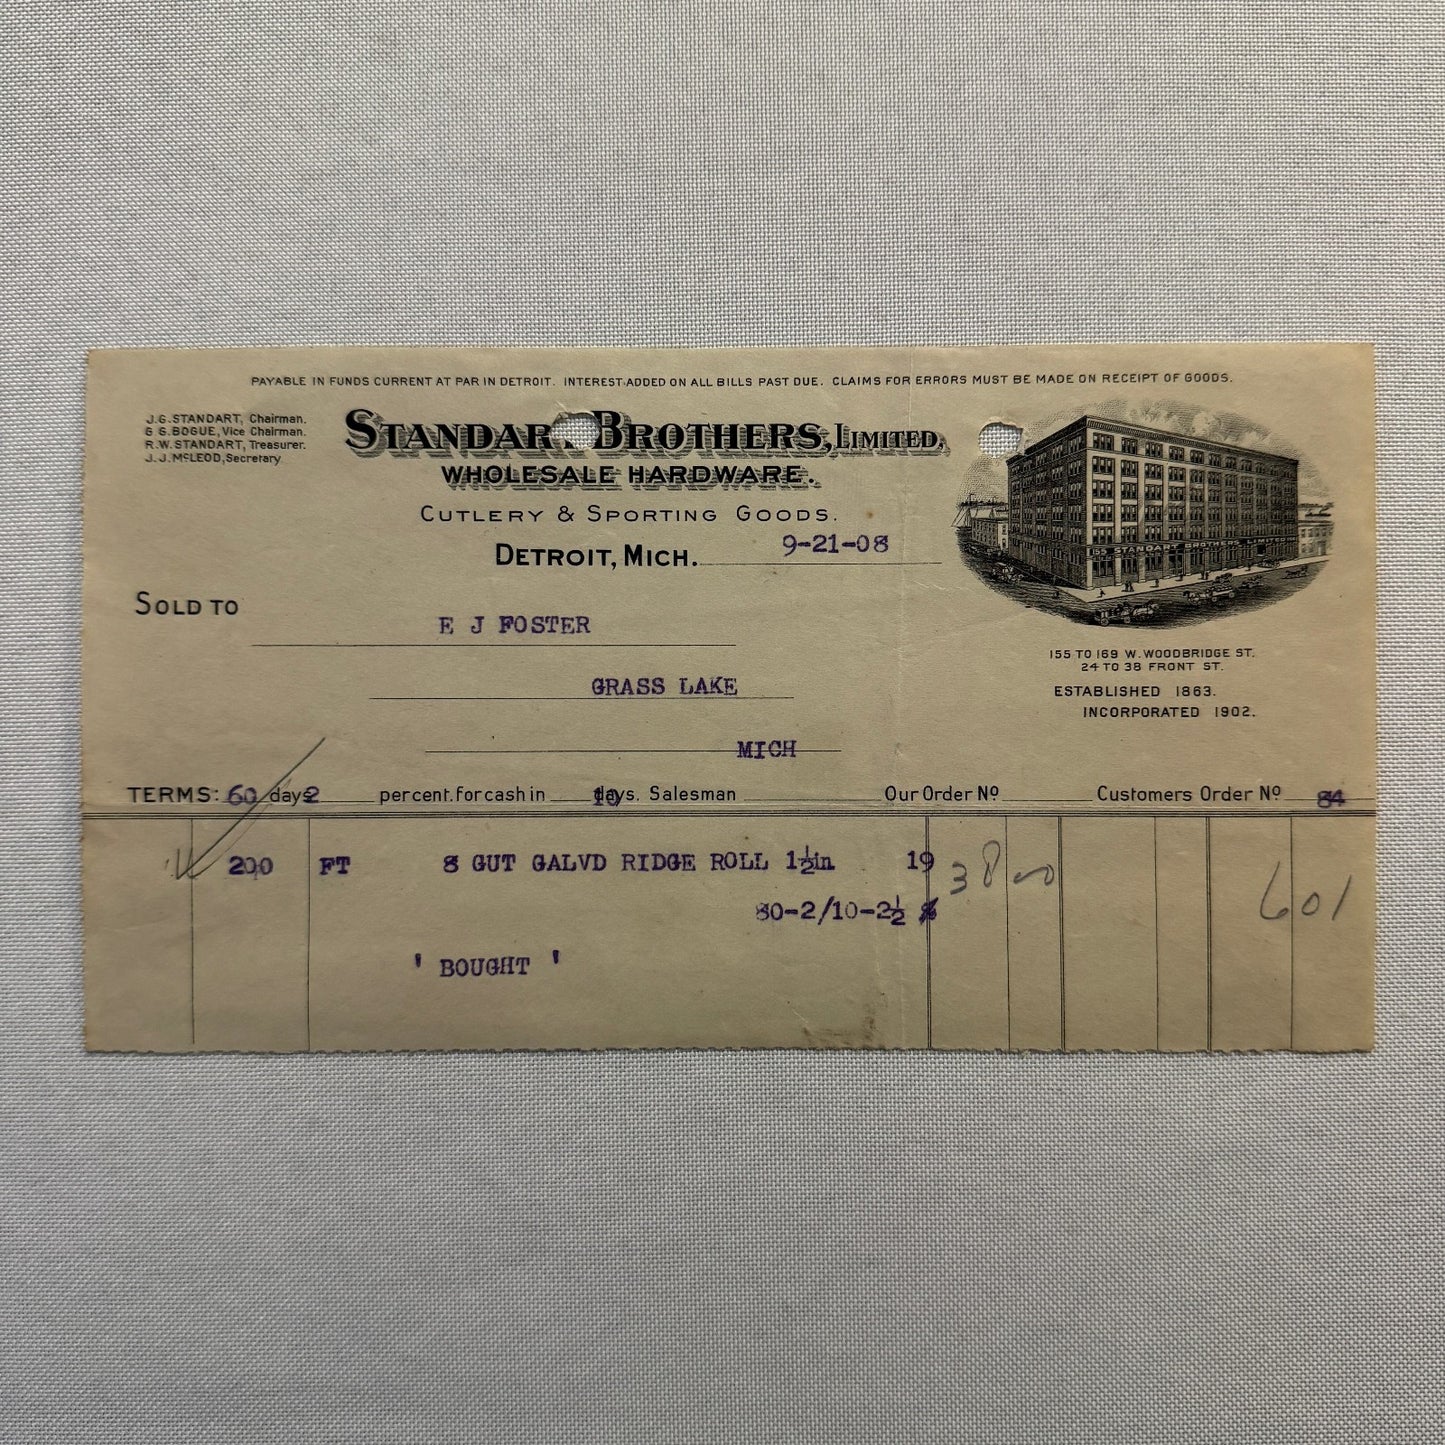 PAYABLE IN FUNDS CURRENT AT PAR IN DETROIT. INTEREST ADDED ON ALL BILLS PAST DUE. CLAIMS FOR ERRORS MUST BE MADE ON RECEIPT OF GOODS.
J. G. STANDART, Chairman.
G. S. BOGUE, Vice Chairman.
R. W. STANDART, Treasurer.
J. J. McLEOD, Secretary.
STANDAR BROTHERS, LIMITED,
WHOLESALE HARDWARE.
CUTLERY & SPORTING GOODS.
DETROIT, MICH. 9-21-08
155 TO 169 W. WOODBRIDGE ST.
24 TO 38 FRONT ST.
ESTABLISHED 1863.
INCORPORATED 1902.
SOLD TO
E J FOSTER
GRASS LAKE
MICH
TERMS: 60 days 2 percent. for cash in 10 days. Salesman Our Order No Customers Order No 84
200 FT 8 GUT GALVD RIDGE ROLL 1½in 19 38 00 6 01
80-2/10-2½ %
' BOUGHT '